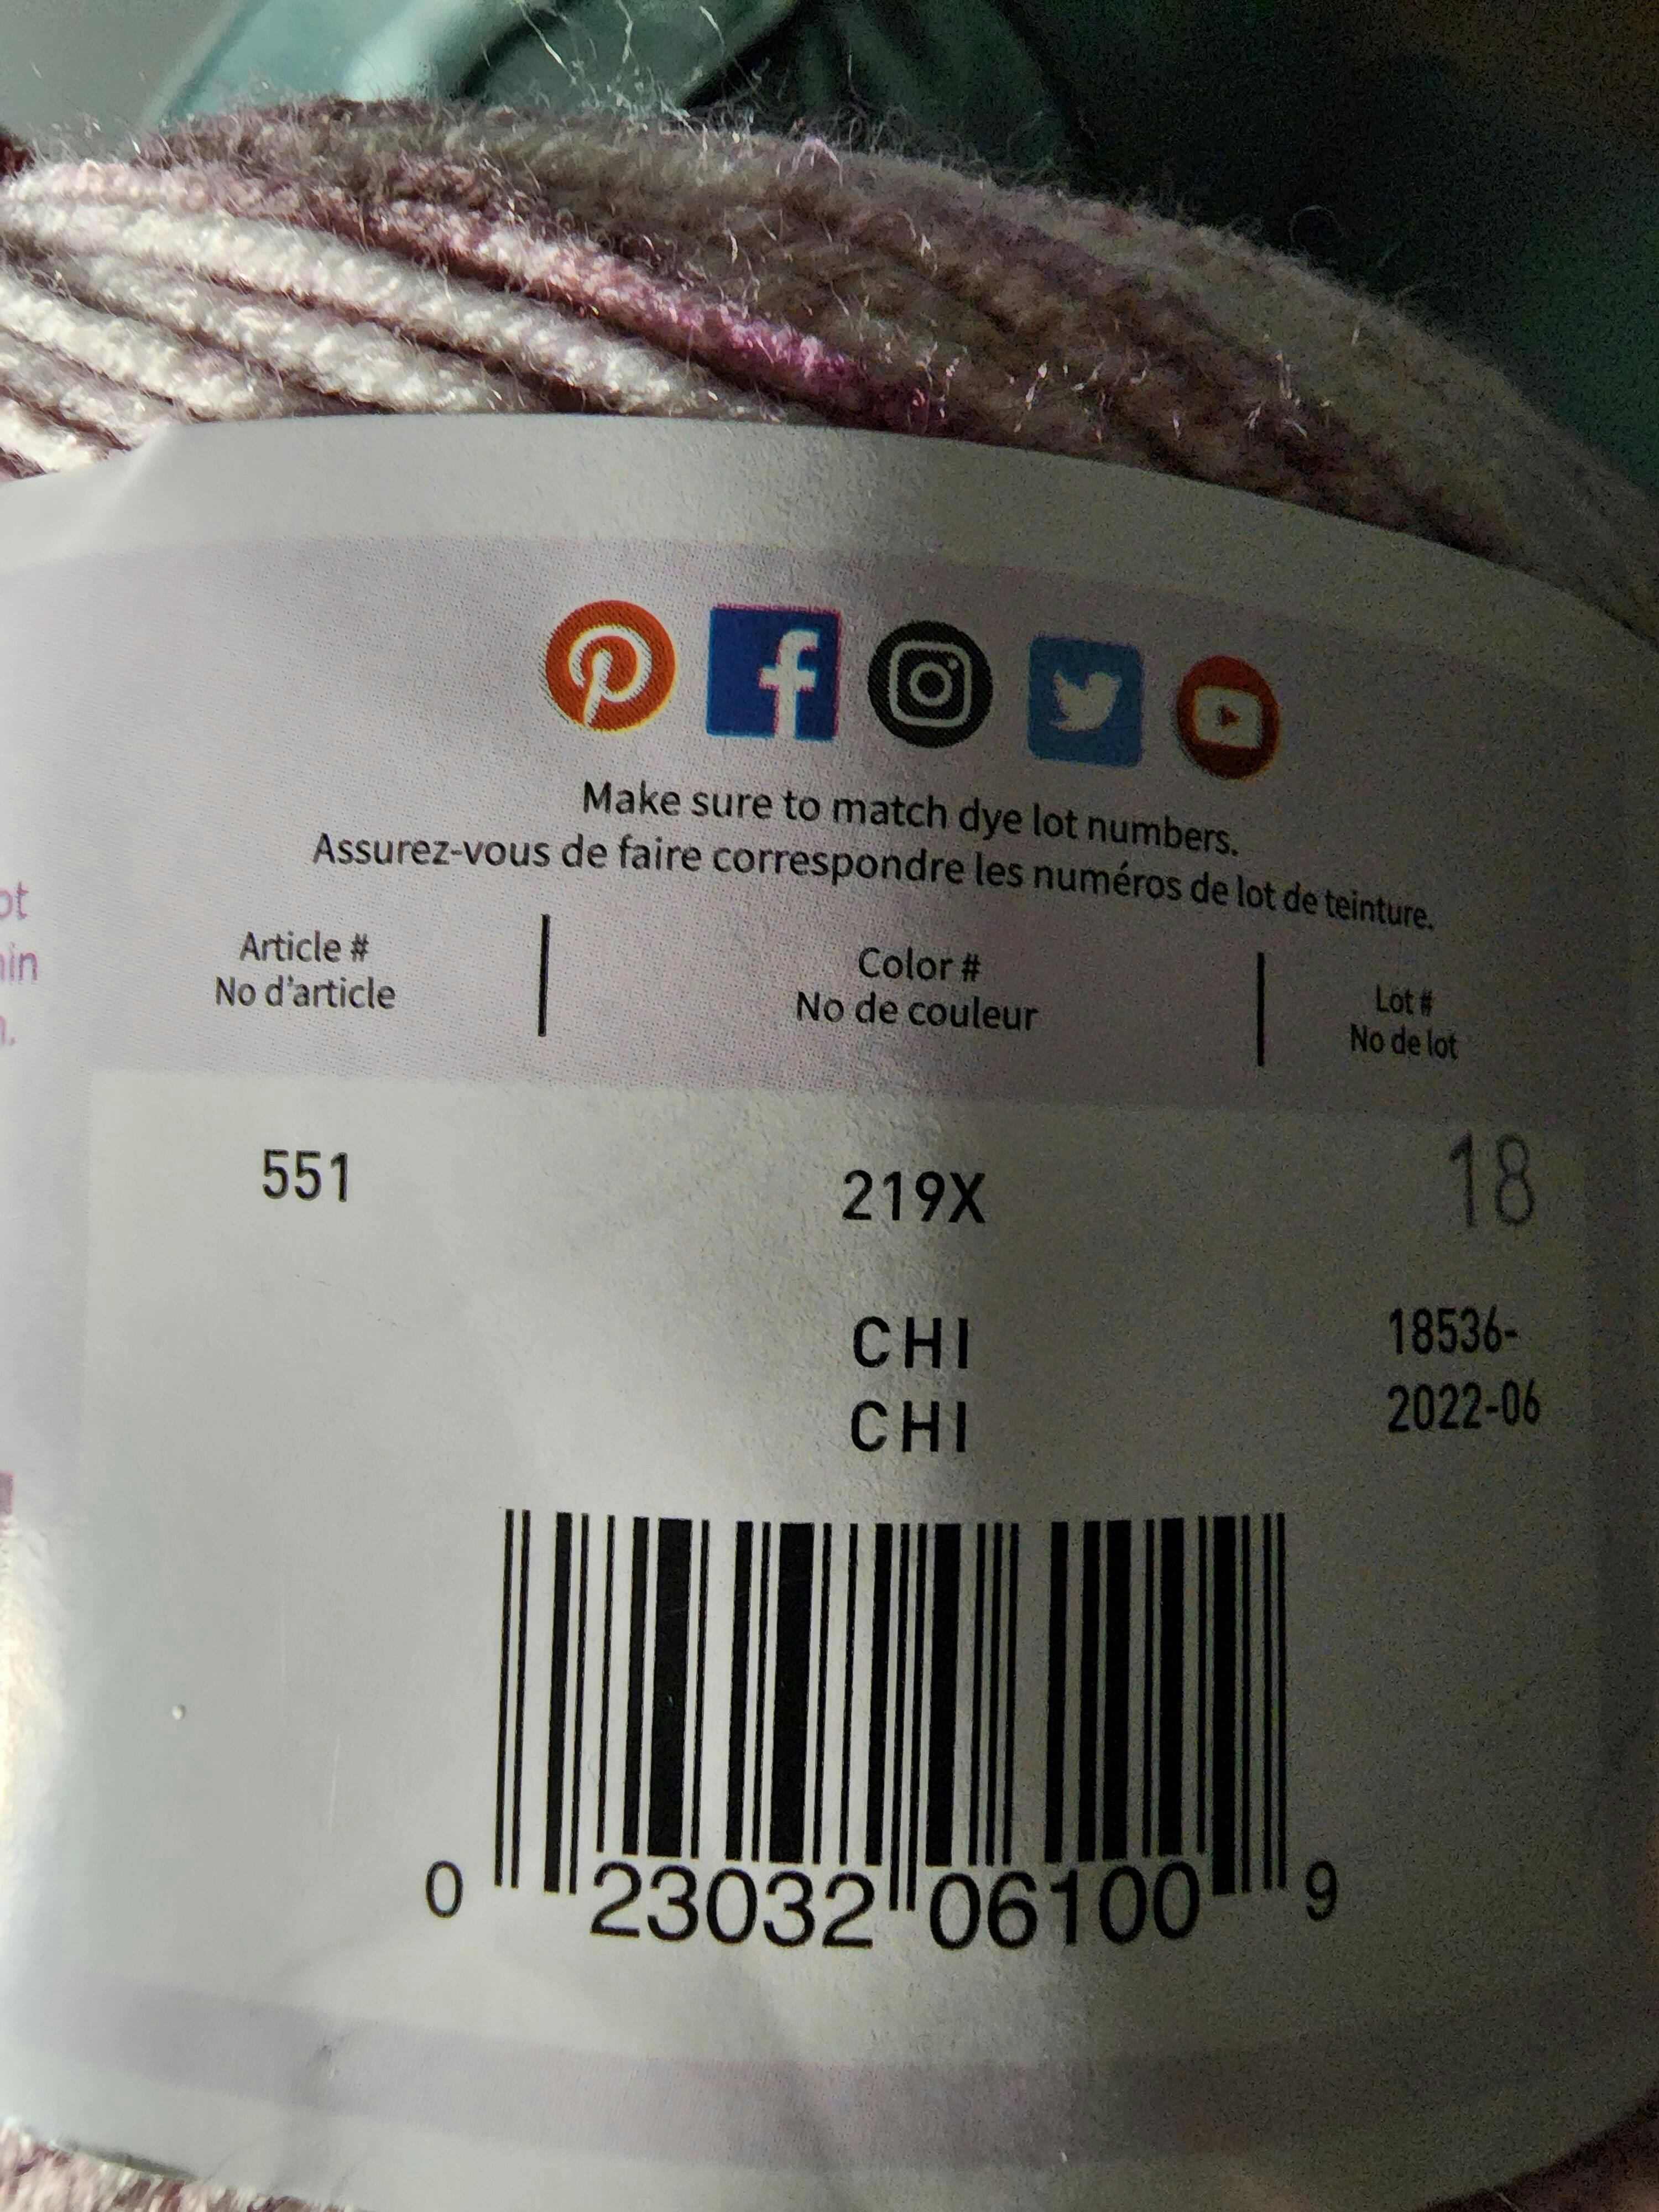 Make sure to match dye lot numbers.
Assurez-vous de faire correspondre les numéros de lot de teinture.
ot
in
Article #
No d'article
Color #
No de couleur
Lot #
No de lot
551
219X
18
CHI
18536-
CHI
2022-06
0 23032 06100 9